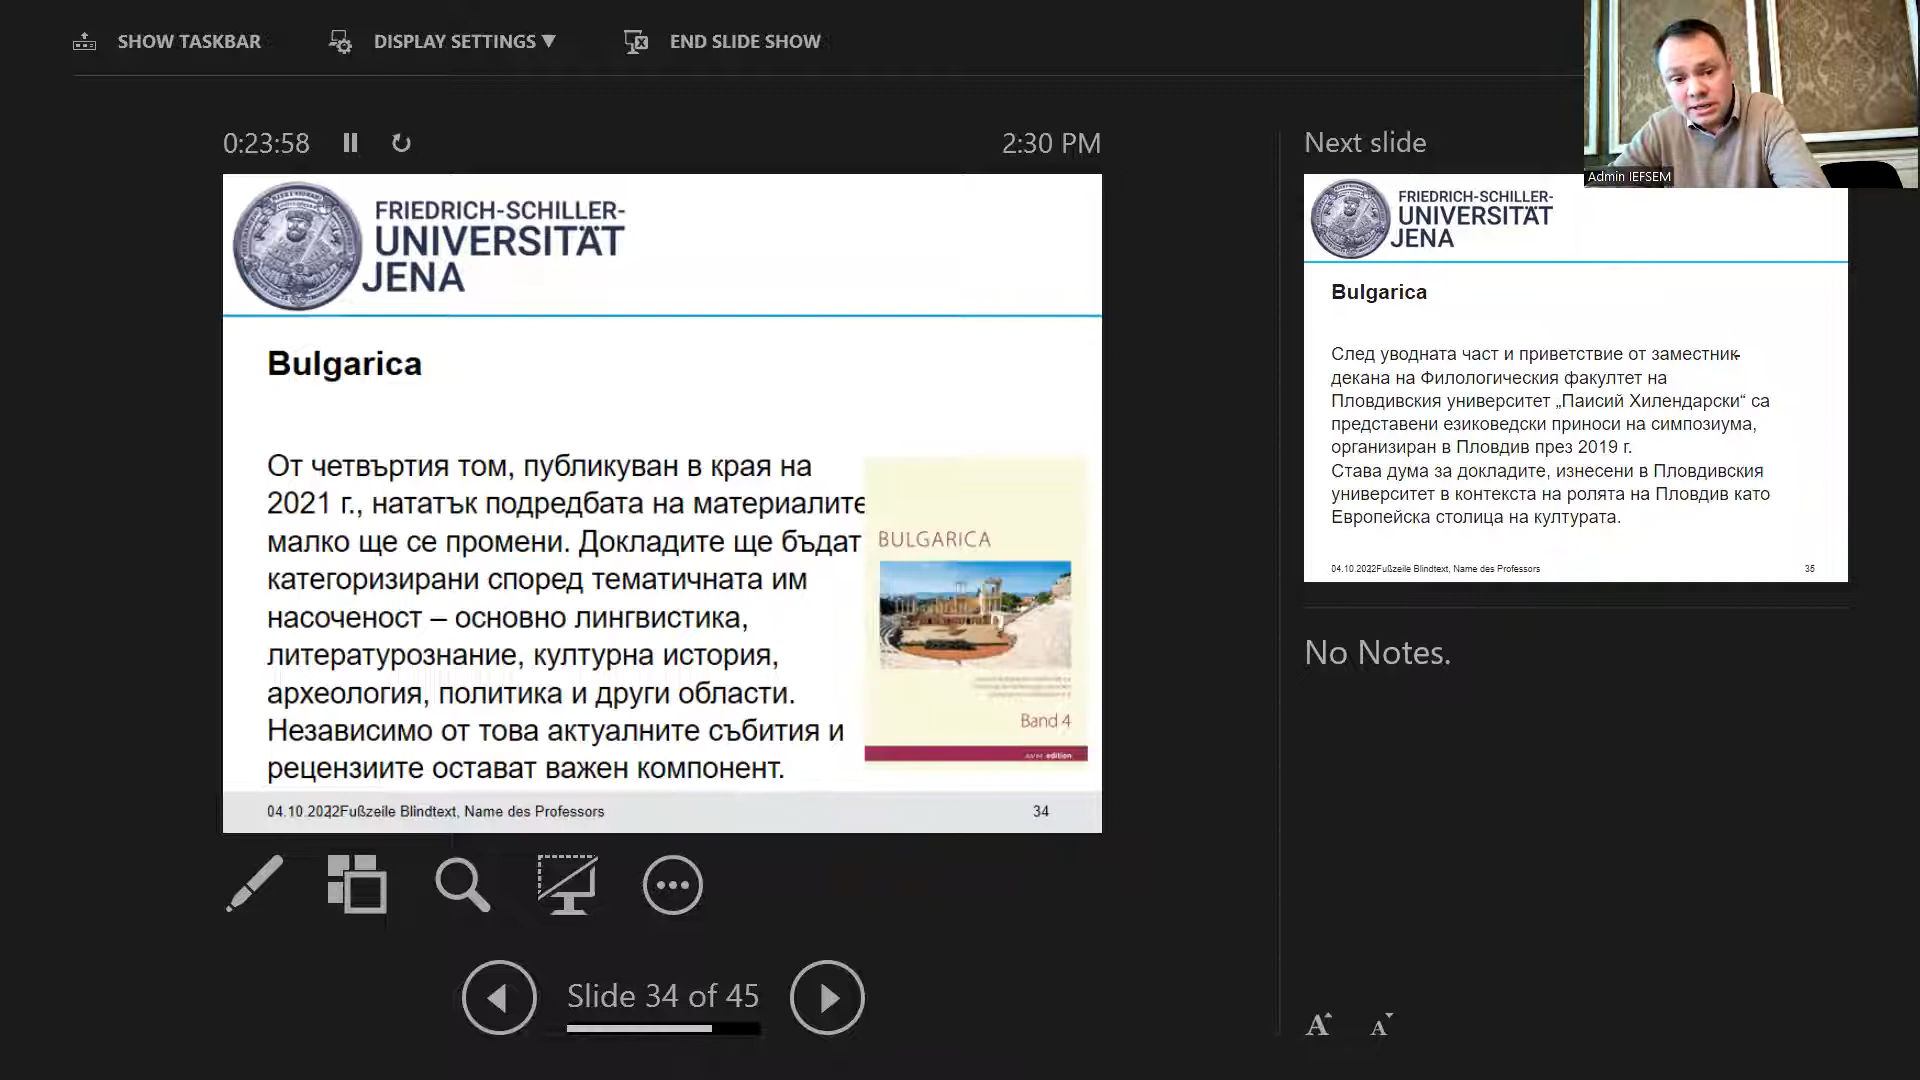 SHOW TASKBAR
DISPLAY SETTINGS ▼
END SLIDE SHOW
0:23:58
2:30 PM
FRIEDRICH-SCHILLER-
UNIVERSITÄT
JENA
Bulgarica
От четвъртия том, публикуван в края на
2021 г., нататък подредбата на материалите
малко ще се промени. Докладите ще бъдат
категоризирани според тематичната им
насоченост – основно лингвистика,
литературознание, културна история,
археология, политика и други области.
Независимо от това актуалните събития и
рецензиите остават важен компонент.
BULGARICA
Band 4
edition
04.10.2022Fußzeile Blindtext, Name des Professors
34
Slide 34 of 45
Next slide
Admin IEFSEM
FRIEDRICH-SCHILLER-
UNIVERSITÄT
JENA
Bulgarica
След уводната част и приветствие от заместник-
декана на Филологическия факултет на
Пловдивския университет „Паисий Хилендарски“ са
представени езиковедски приноси на симпозиума,
организиран в Пловдив през 2019 г.
Става дума за докладите, изнесени в Пловдивския
университет в контекста на ролята на Пловдив като
Европейска столица на културата.
04.10.2022Fußzeile Blindtext, Name des Professors
35
No Notes.
A A